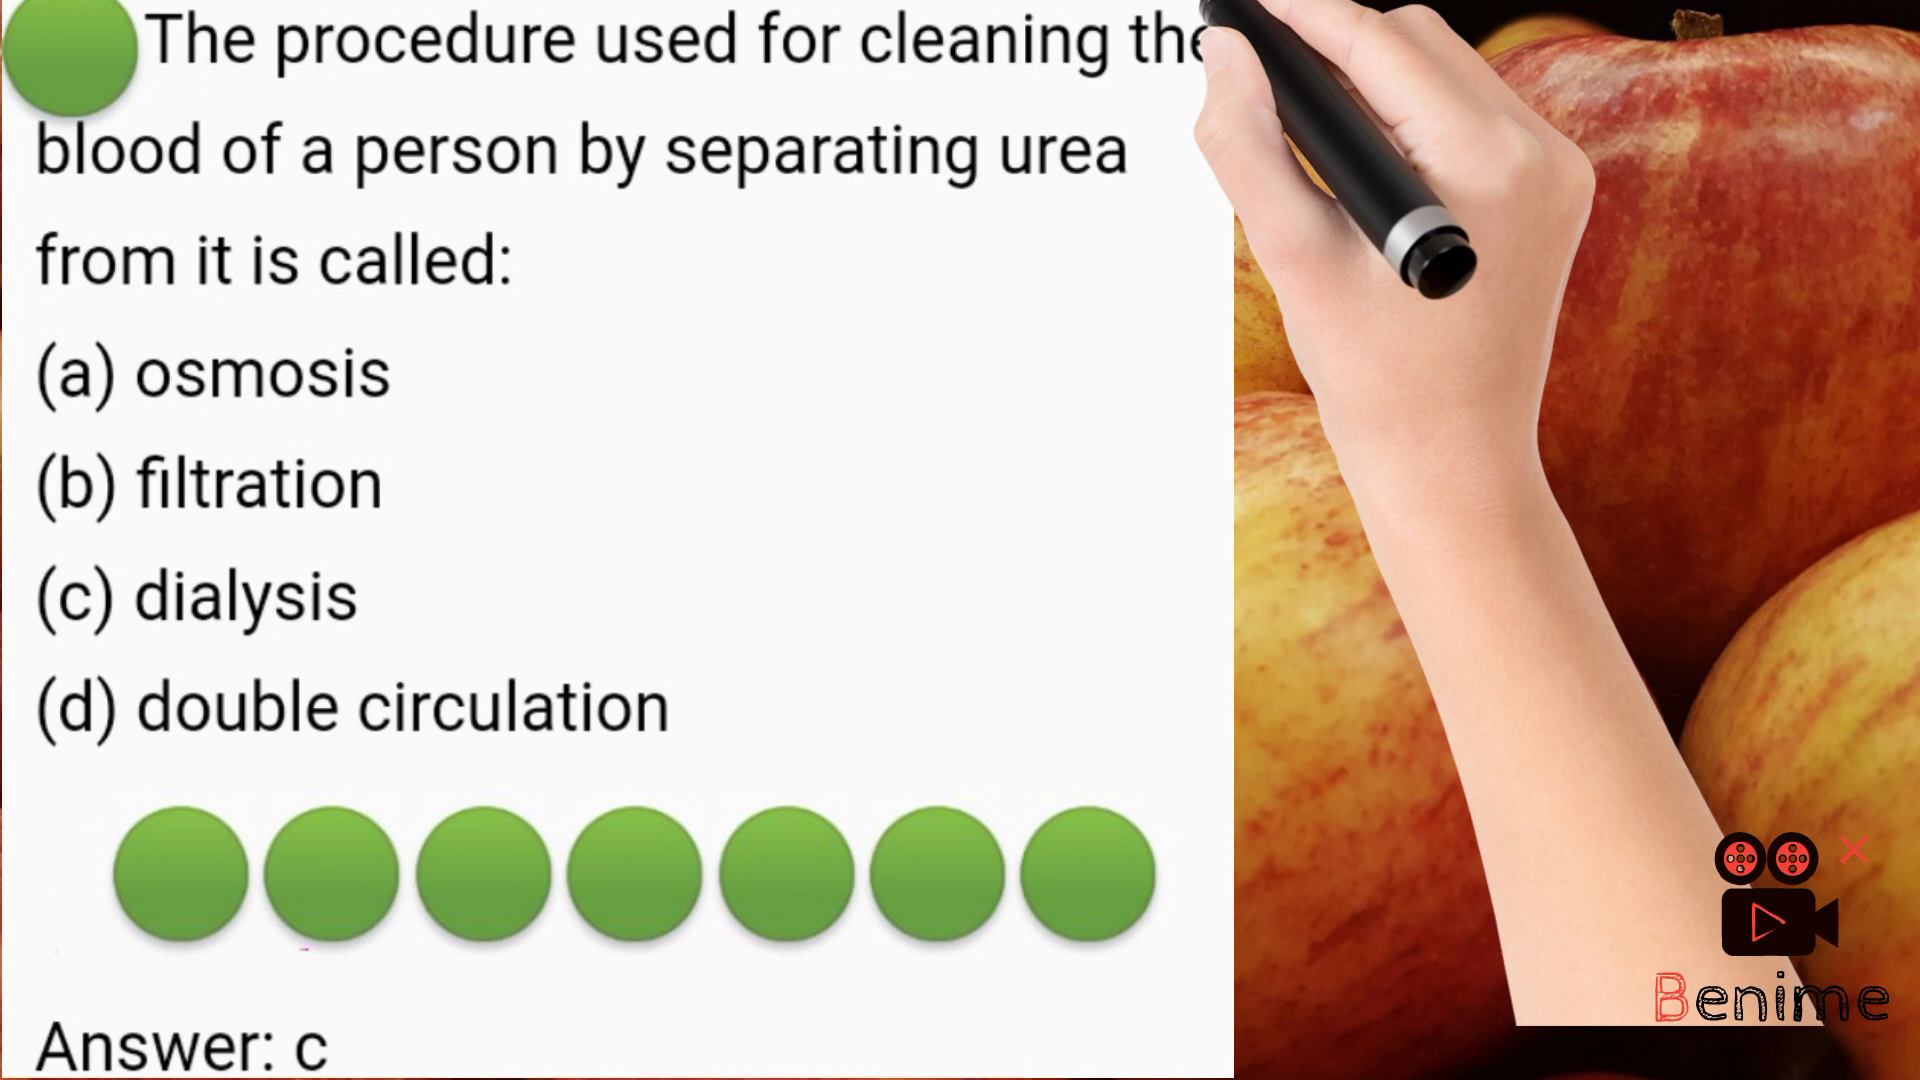 The procedure used for cleaning the
blood of a person by separating urea
from it is called:
(a) osmosis
(b) filtration
(c) dialysis
(d) double circulation
Answer: c
Benime